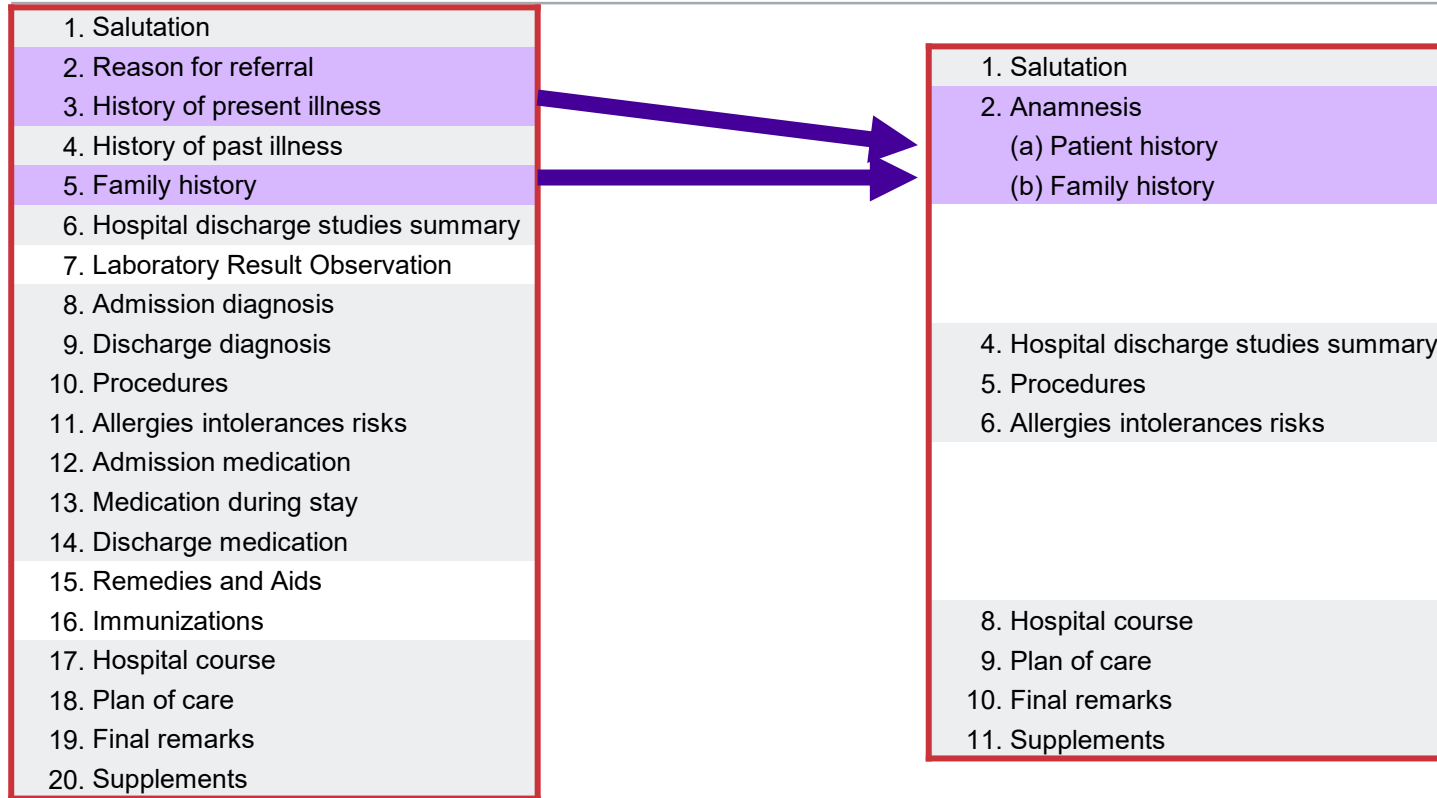 1. Salutation
2. Reason for referral
3. History of present illness
4. History of past illness
5. Family history
6. Hospital discharge studies summary
7. Laboratory Result Observation
8. Admission diagnosis
9. Discharge diagnosis
10. Procedures
11. Allergies intolerances risks
12. Admission medication
13. Medication during stay
14. Discharge medication
15. Remedies and Aids
16. Immunizations
17. Hospital course
18. Plan of care
19. Final remarks
20. Supplements
1. Salutation
2. Anamnesis
(a) Patient history
(b) Family history
4. Hospital discharge studies summary
5. Procedures
6. Allergies intolerances risks
8. Hospital course
9. Plan of care
10. Final remarks
11. Supplements